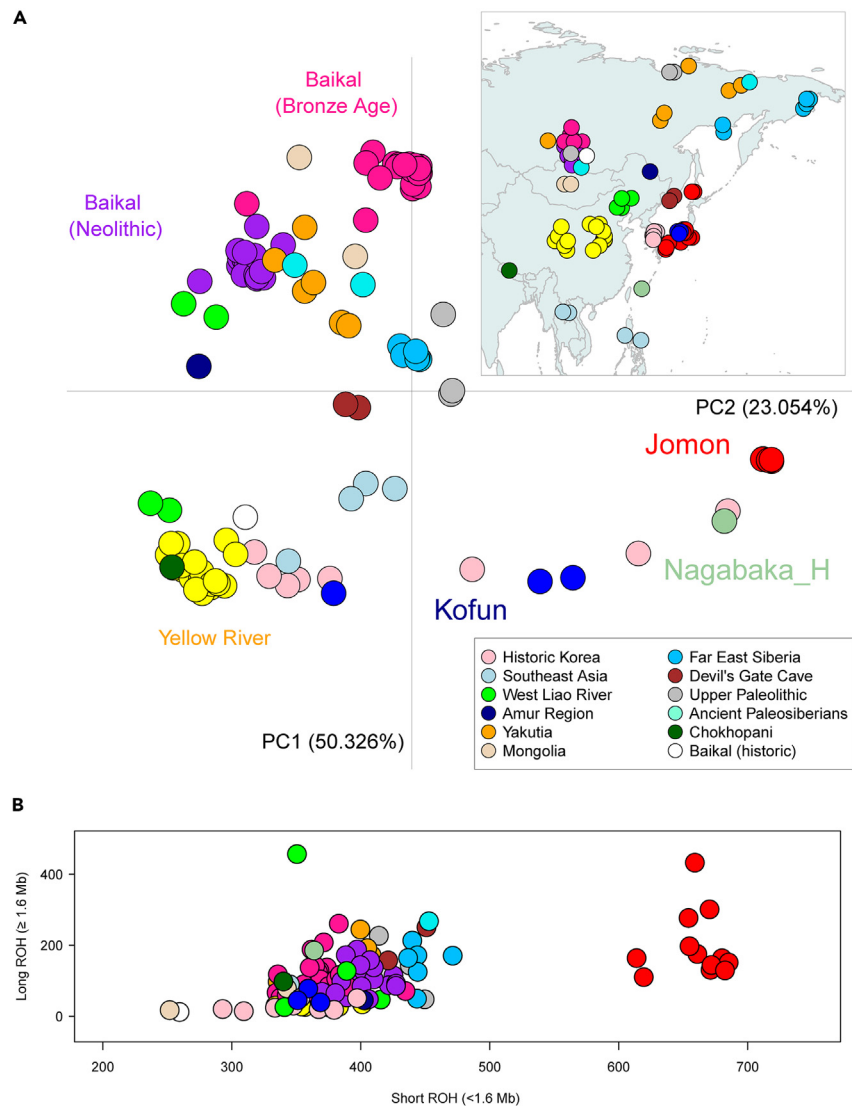 A
Baikal
(Bronze Age)
Baikal
(Neolithic)
PC2 (23.054%)
Jomon
Nagabaka_H
Kofun
Yellow River
PC1 (50.326%)
Historic Korea
Southeast Asia
West Liao River
Amur Region
Yakutia
Mongolia
Far East Siberia
Devil's Gate Cave
Upper Paleolithic
Ancient Paleosiberians
Chokhopani
Baikal (historic)
B
Long ROH (≥ 1.6 Mb)
400
200
0
200 300 400 500 600 700
Short ROH (<1.6 Mb)